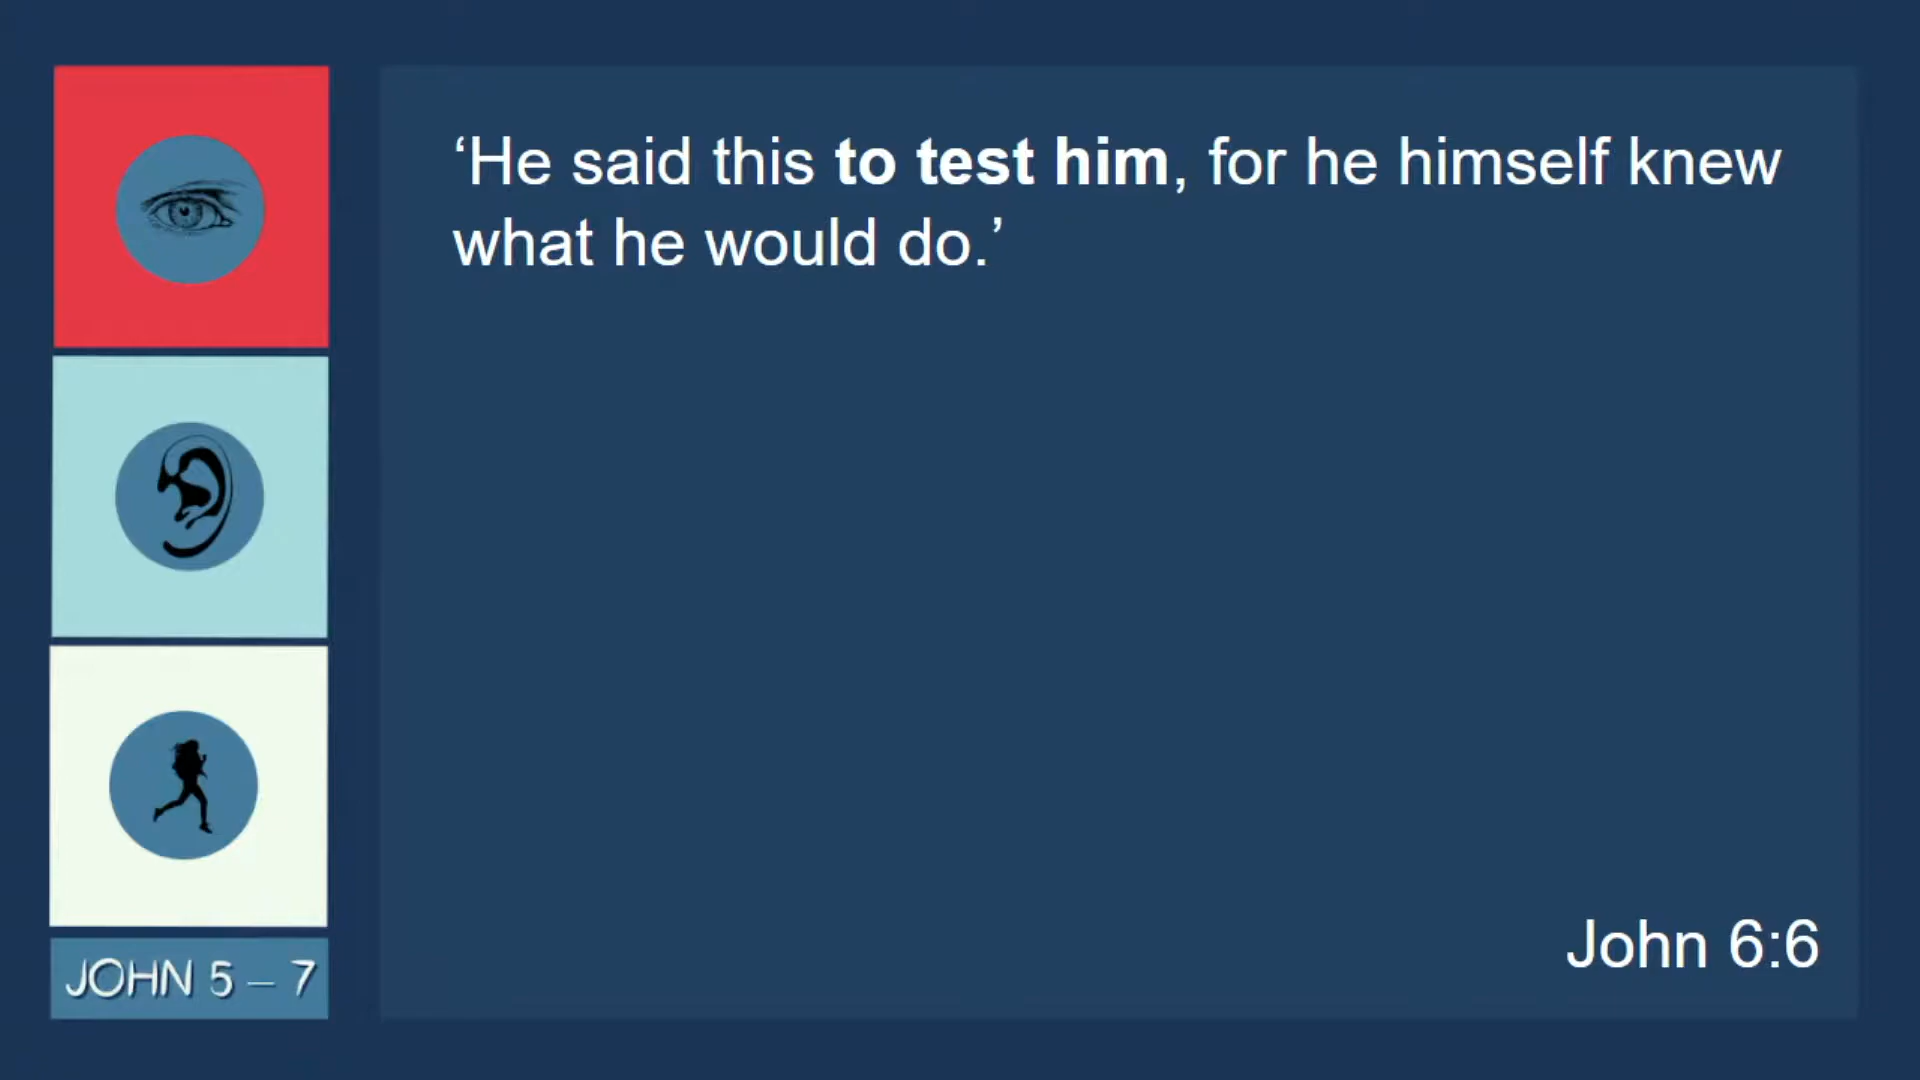 ‘He said this to test him, for he himself knew
what he would do.’
John 6:6
JOHN 5 – 7